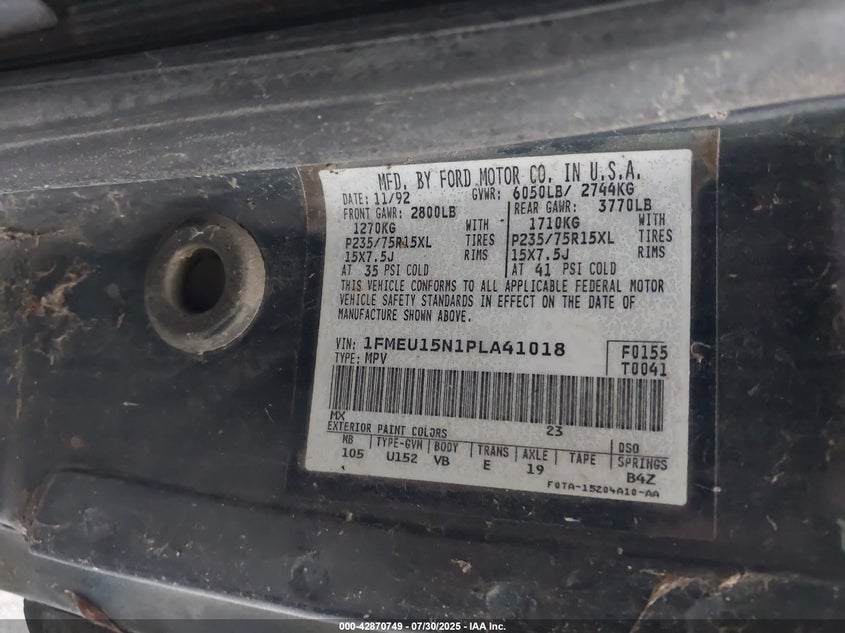 MFD. BY FORD MOTOR CO. IN U.S.A.
DATE: 11/92 GVWR: 6050LB/ 2744KG
FRONT GAWR: 2800LB REAR GAWR: 3770LB
1270KG WITH 1710KG WITH
P235/75R15XL TIRES P235/75R15XL TIRES
15X7.5J RIMS 15X7.5J RIMS
AT 35 PSI COLD AT 41 PSI COLD
THIS VEHICLE CONFORMS TO ALL APPLICABLE FEDERAL MOTOR
VEHICLE SAFETY STANDARDS IN EFFECT ON THE DATE OF
MANUFACTURE SHOWN ABOVE.
VIN: 1FMEU15N1PLA41018 F0155
TYPE: MPV T0041
MX
EXTERIOR PAINT COLORS 23 DSO
WB TYPE-GVW BODY TRANS AXLE TAPE SPRINGS
105 U152 VB E 19 B4Z
F0TA-15204A10-AA
000-42870749 - 07/30/2025 - IAA Inc.